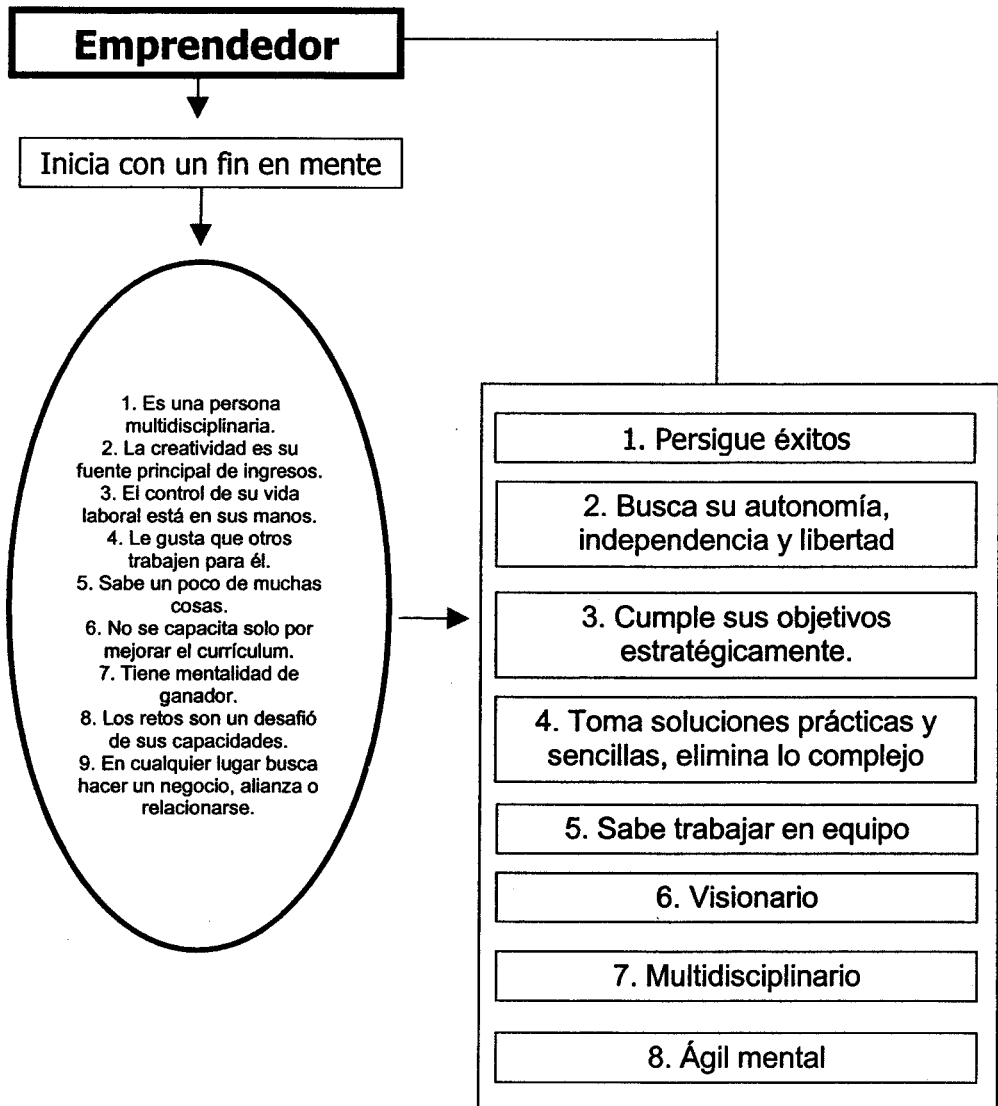 Emprendedor
Inicia con un fin en mente
1. Es una persona
multidisciplinaria.
2. La creatividad es su
fuente principal de ingresos.
3. El control de su vida
laboral está en sus manos.
4. Le gusta que otros
trabajen para él.
5. Sabe un poco de muchas
cosas.
6. No se capacita solo por
mejorar el currículum.
7. Tiene mentalidad de
ganador.
8. Los retos son un desafió
de sus capacidades.
9. En cualquier lugar busca
hacer un negocio, alianza o
relacionarse.
1. Persigue éxitos
2. Busca su autonomía,
independencia y libertad
3. Cumple sus objetivos
estratégicamente.
4. Toma soluciones prácticas y
sencillas, elimina lo complejo
5. Sabe trabajar en equipo
6. Visionario
7. Multidisciplinario
8. Ágil mental